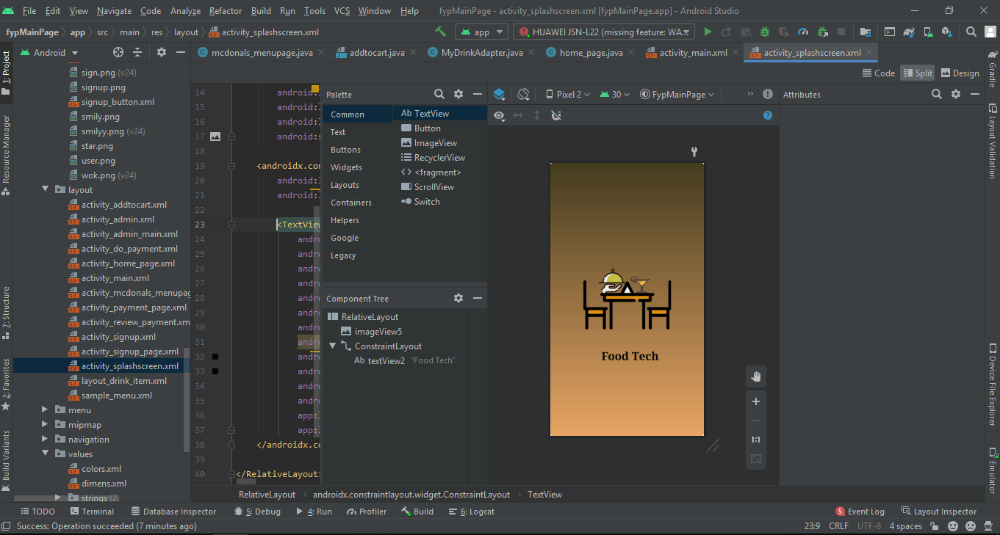 File Edit View Navigate Code Analyze Refactor Build Run Tools VCS Window Help fypMainPage - activity_splashscreen.xml [fypMainPage.app] - Android Studio
fypMainPage app src main res layout activity_splashscreen.xml app HUAWEI JSN-L22 (missing feature: WA...
Android mcdonals_menupage.java addtocart.java MyDrinkAdapter.java home_page.java activity_main.xml activity_splashscreen.xml
Code Split Design
1: Project
Resource Manager
7: Structure
2: Favorites
Build Variants
sign.png (v24)
signup.png
signup_button.xml
smily.png
smilyy.png (v24)
star.png
user.png
wok.png (v24)
layout
activity_addtocart.xml
activity_admin.xml
activity_admin_main.xml
activity_do_payment.xml
activity_home_page.xml
activity_main.xml
activity_mcdonals_menupag
activity_payment_page.xml
activity_review_payment.xm
activity_signup.xml
activity_signup_page.xml
activity_splashscreen.xml
layout_drink_item.xml
sample_menu.xml
menu
mipmap
navigation
values
colors.xml
dimens.xml
strings (2)
14 android:
15 android:
16 android:
17 android:s
18
19 <androidx.con
20 android:
21 android:
22
23 <TextView
24 andro
25 andro
26 andro
27 andro
28 andro
29 andro
30 andro
31 andro
32 andro
33 andro
34 andro
35 andro
36 app:
37 app:
38 </androidx.co
39
40 </RelativeLayout>
Palette
Common
Text
Buttons
Widgets
Layouts
Containers
Helpers
Google
Legacy
Ab TextView
Button
ImageView
RecyclerView
<fragment>
ScrollView
Switch
Component Tree
RelativeLayout
imageView5
ConstraintLayout
Ab textView2 "Food Tech"
Pixel 2 30 FypMainPage »
Food Tech
1:1
Attributes
Gradle
Layout Validation
Device File Explorer
Emulator
RelativeLayout androidx.constraintlayout.widget.ConstraintLayout TextView
TODO Terminal Database Inspector 5: Debug 4: Run Profiler Build 6: Logcat 5 Event Log Layout Inspector
Success: Operation succeeded (7 minutes ago) 23:9 CRLF UTF-8 4 spaces